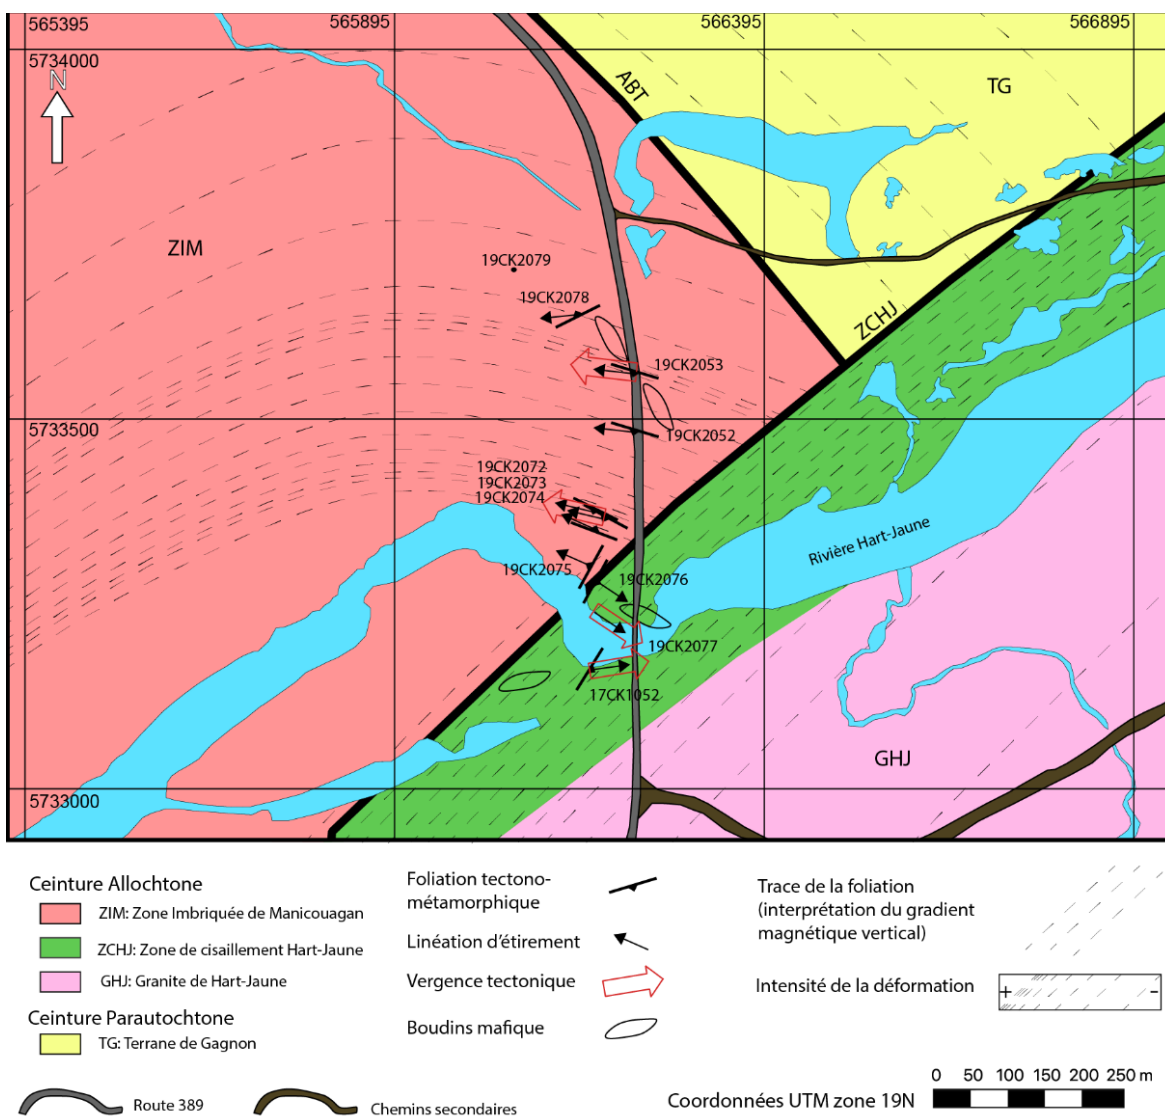 565395
565895
566395
566895
5734000
N
ABT
TG
ZIM
19CK2079
19CK2078
ZCHJ
19CK2053
5733500
19CK2052
19CK2072
19CK2073
19CK2074
Rivière Hart-Jaune
19CK2075
19CK2076
19CK2077
17CK1052
GHJ
5733000
Ceinture Allochtone
ZIM: Zone Imbriquée de Manicouagan
ZCHJ: Zone de cisaillement Hart-Jaune
GHJ: Granite de Hart-Jaune
Ceinture Parautochtone
TG: Terrane de Gagnon
Foliation tectono-
métamorphique
Linéation d'étirement
Vergence tectonique
Boudins mafique
Trace de la foliation
(interprétation du gradient
magnétique vertical)
Intensité de la déformation
+ -
Route 389
Chemins secondaires
Coordonnées UTM zone 19N
0 50 100 150 200 250 m